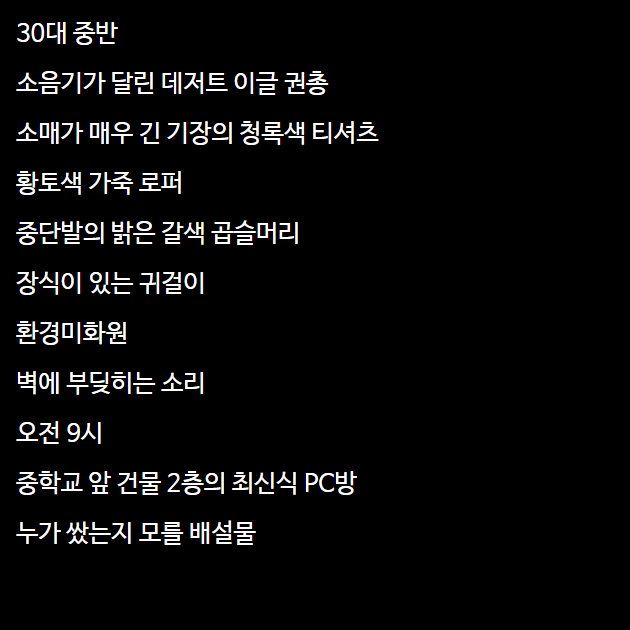 30대 중반
소음기가 달린 데저트 이글 권총
소매가 매우 긴 기장의 청록색 티셔츠
황토색 가죽 로퍼
중단발의 밝은 갈색 곱슬머리
장식이 있는 귀걸이
환경미화원
벽에 부딪히는 소리
오전 9시
중학교 앞 건물 2층의 최신식 PC방
누가 쌌는지 모를 배설물